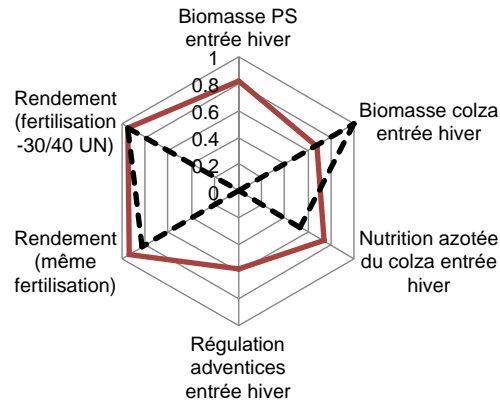 Biomasse PS
entrée hiver
1
0.8
0.6
0.4
0.2
0
Biomasse colza
entrée hiver
Nutrition azotée
du colza entrée
hiver
Régulation
adventices
entrée hiver
Rendement
(même
fertilisation)
Rendement
(fertilisation
-30/40 UN)